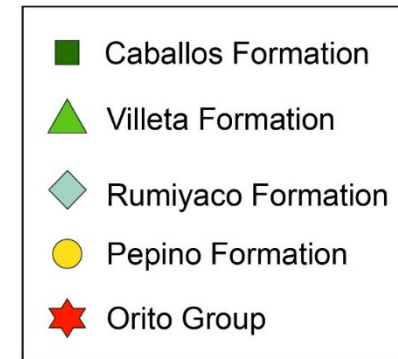 Caballos Formation
Villeta Formation
Rumiyaco Formation
Pepino Formation
Orito Group